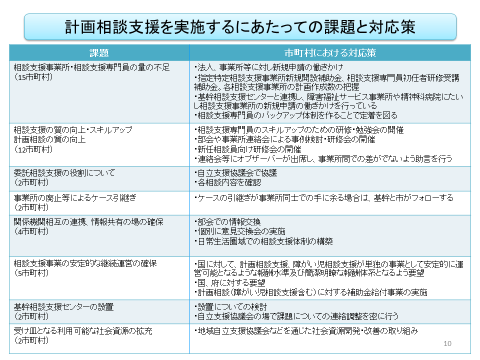 計画相談支援を実施するにあたっての課題と対応策
課題
市町村における対応策
相談支援事業所・相談支援専門員の量の不足
(15市町村)
・法人、事業所等に対し新規申請の働きかけ
・指定特定相談支援事業所新規開設補助金、相談支援専門員初任者研修受講
補助金、各相談支援事業所の計画作成数の把握
・基幹相談支援センターと連携し、障害福祉サービス事業所や精神科病院にたい
し相談支援事業所の新規申請の働きかけを行っている
・相談支援専門員のバックアップ体制を作ることで定着を図る
相談支援の質の向上・スキルアップ
計画相談の質の向上
(12市町村)
・相談支援専門員のスキルアップのための研修・勉強会の開催
・部会や事業所連絡会による事例検討・研修会の開催
・新任相談員向け研修会の開催
・連絡会等にオブザーバーが出席し、事業所間での差がでないよう助言を行う
委託相談支援の役割について
(2市町村)
・自立支援協議会で協議
・各相談内容を確認
事業所の廃止等によるケース引継ぎ
(2市町村)
・ケースの引継ぎが事業所同士での手に余る場合は、基幹と市がフォローする
関係機関相互の連携、情報共有の場の確保
(4市町村)
・部会での情報交換
・個別に意見交換会の実施
・日常生活圏域での相談支援体制の構築
相談支援事業の安定的な継続運営の確保
(5市町村)
・国に対して、計画相談支援、障がい児相談支援が単独の事業として安定的に運
営可能となるような報酬水準及び簡潔明瞭な報酬体系となるよう要望
・国、府に対する要望
・計画相談(障がい児相談支援含む)に対する補助金給付事業の実施
基幹相談支援センターの設置
(2市町村)
・設置についての検討
・自立支援協議会の場で課題についての連絡調整を密に行う
受け皿となる利用可能な社会資源の拡充
(2市町村)
・地域自立支援協議会などを通じた社会資源開発・改善の取り組み
10